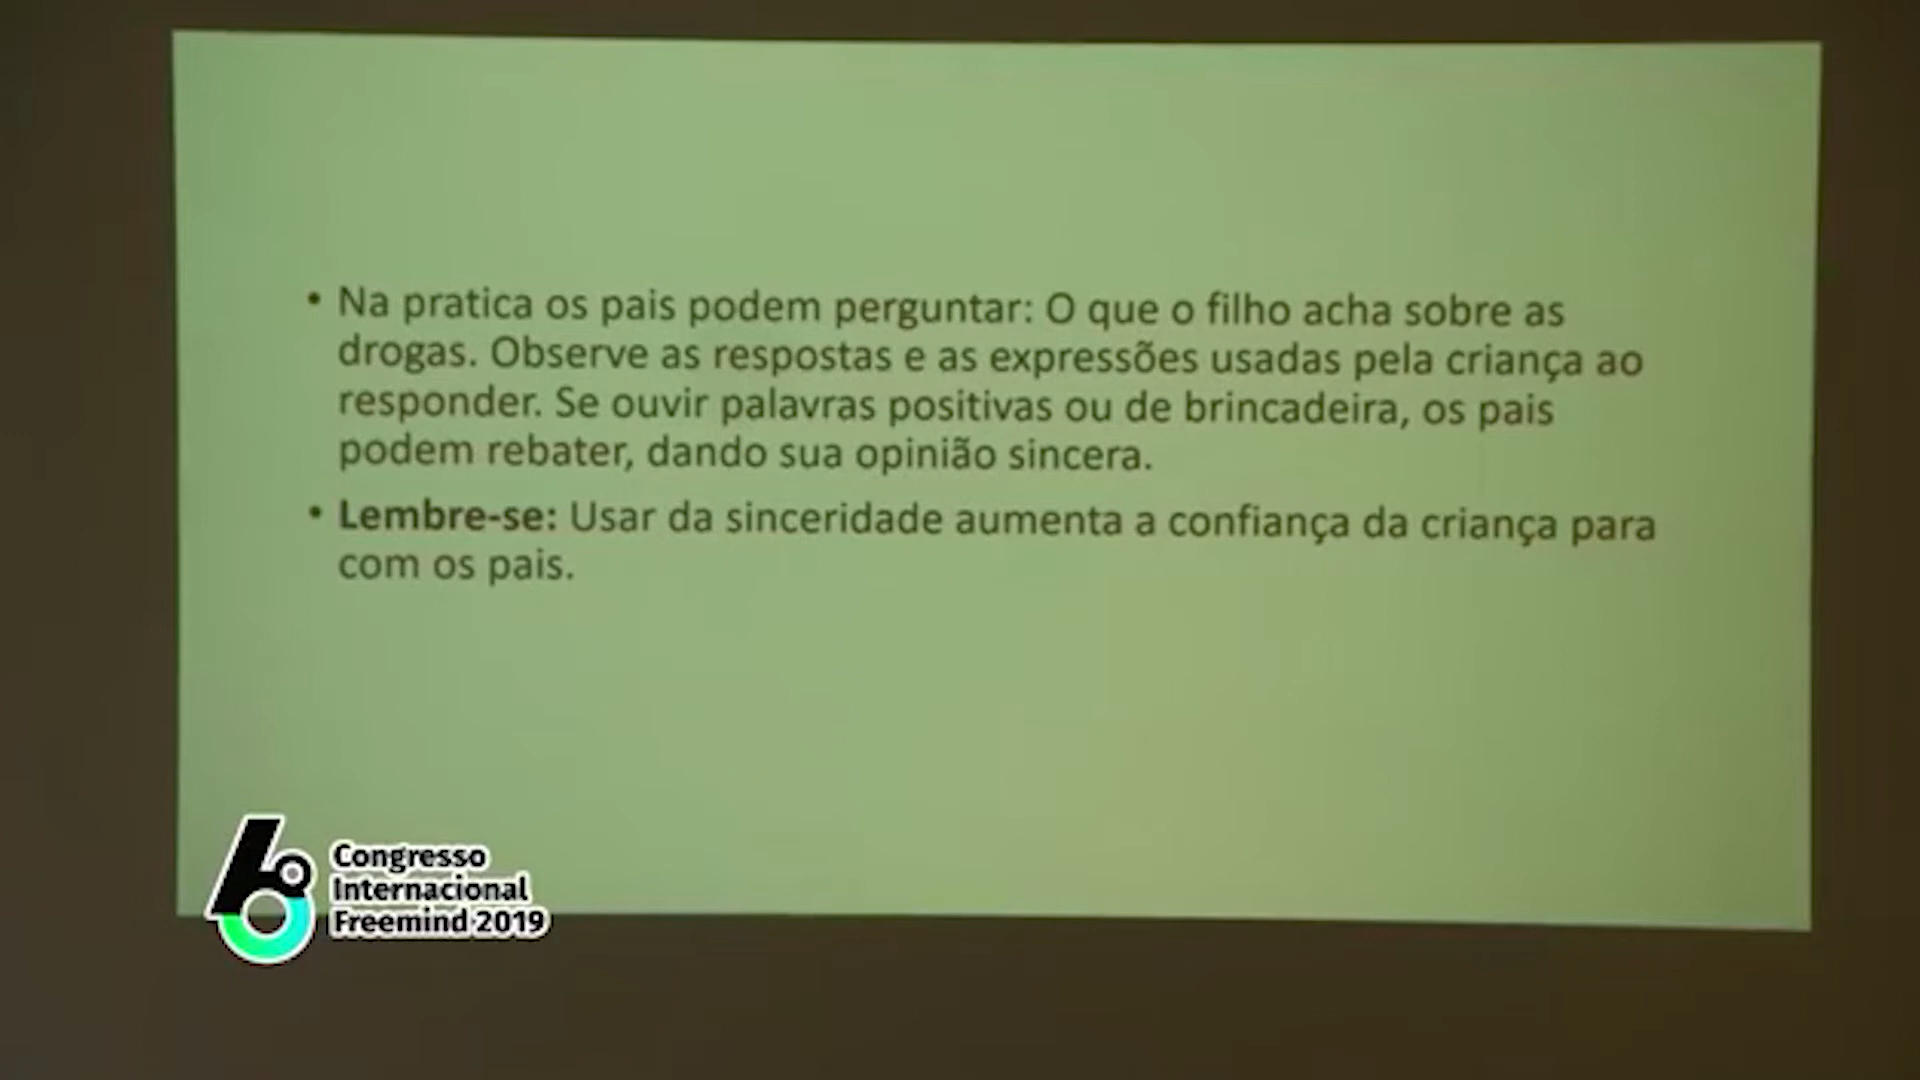 • Na pratica os pais podem perguntar: O que o filho acha sobre as
drogas. Observe as respostas e as expressões usadas pela criança ao
responder. Se ouvir palavras positivas ou de brincadeira, os pais
podem rebater, dando sua opinião sincera.
• Lembre-se: Usar da sinceridade aumenta a confiança da criança para
com os pais.
6º
Congresso
Internacional
Freemind 2019